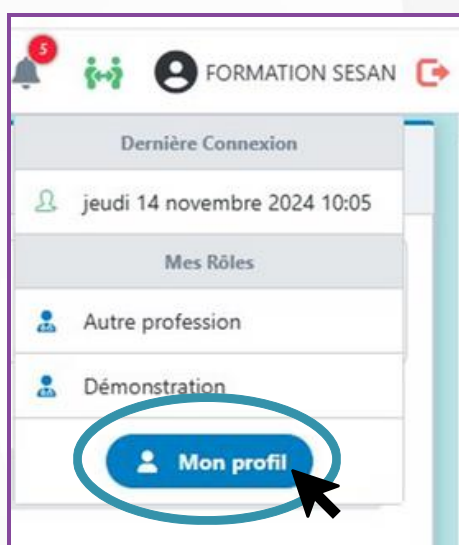 5
FORMATION SESAN
Dernière Connexion
jeudi 14 novembre 2024 10:05
Mes Rôles
Autre profession
Démonstration
Mon profil